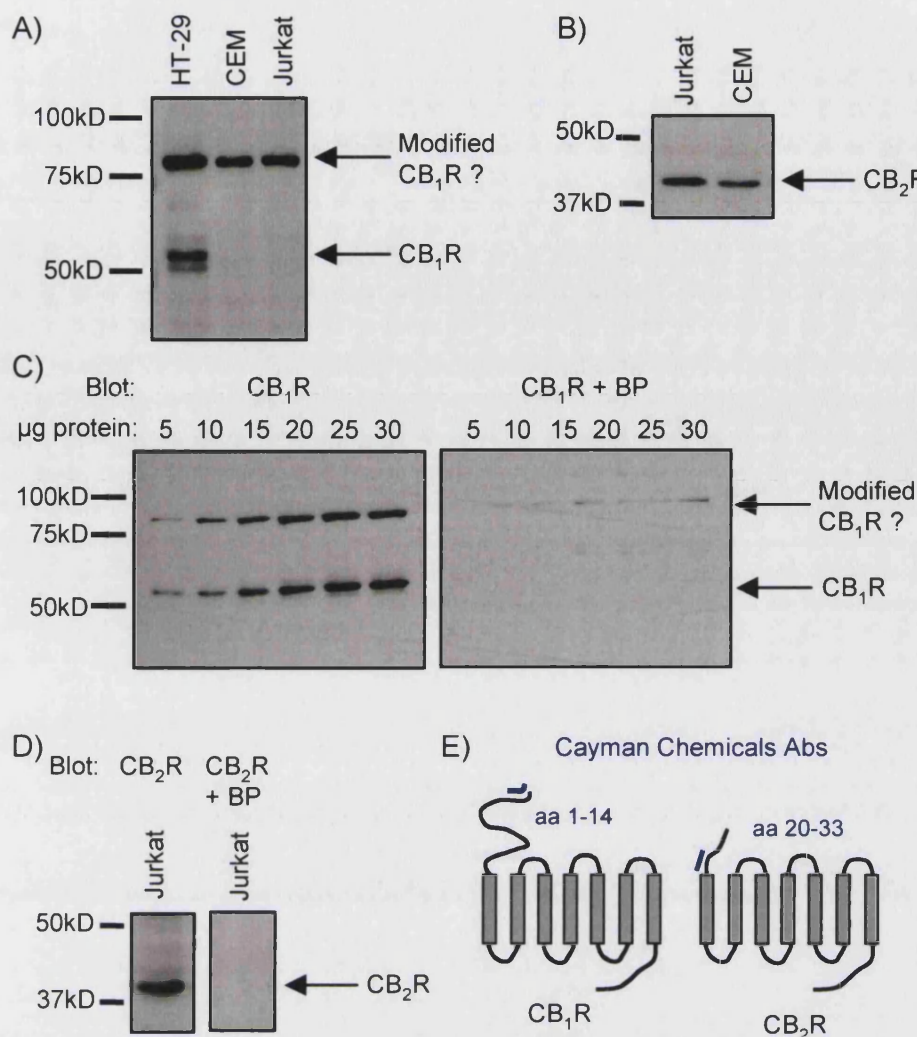 A)
HT-29 CEM Jurkat
100kD
75kD
50kD
Modified
CB₁R ?
CB₁R
B)
Jurkat CEM
50kD
37kD
CB₂R
C)
Blot: CB₁R CB₁R + BP
µg protein: 5 10 15 20 25 30 5 10 15 20 25 30
100kD
75kD
50kD
Modified
CB₁R ?
CB₁R
D)
Blot: CB₂R CB₂R
+ BP
Jurkat Jurkat
50kD
37kD
CB₂R
E)
Cayman Chemicals Abs
aa 1-14 aa 20-33
CB₁R CB₂R